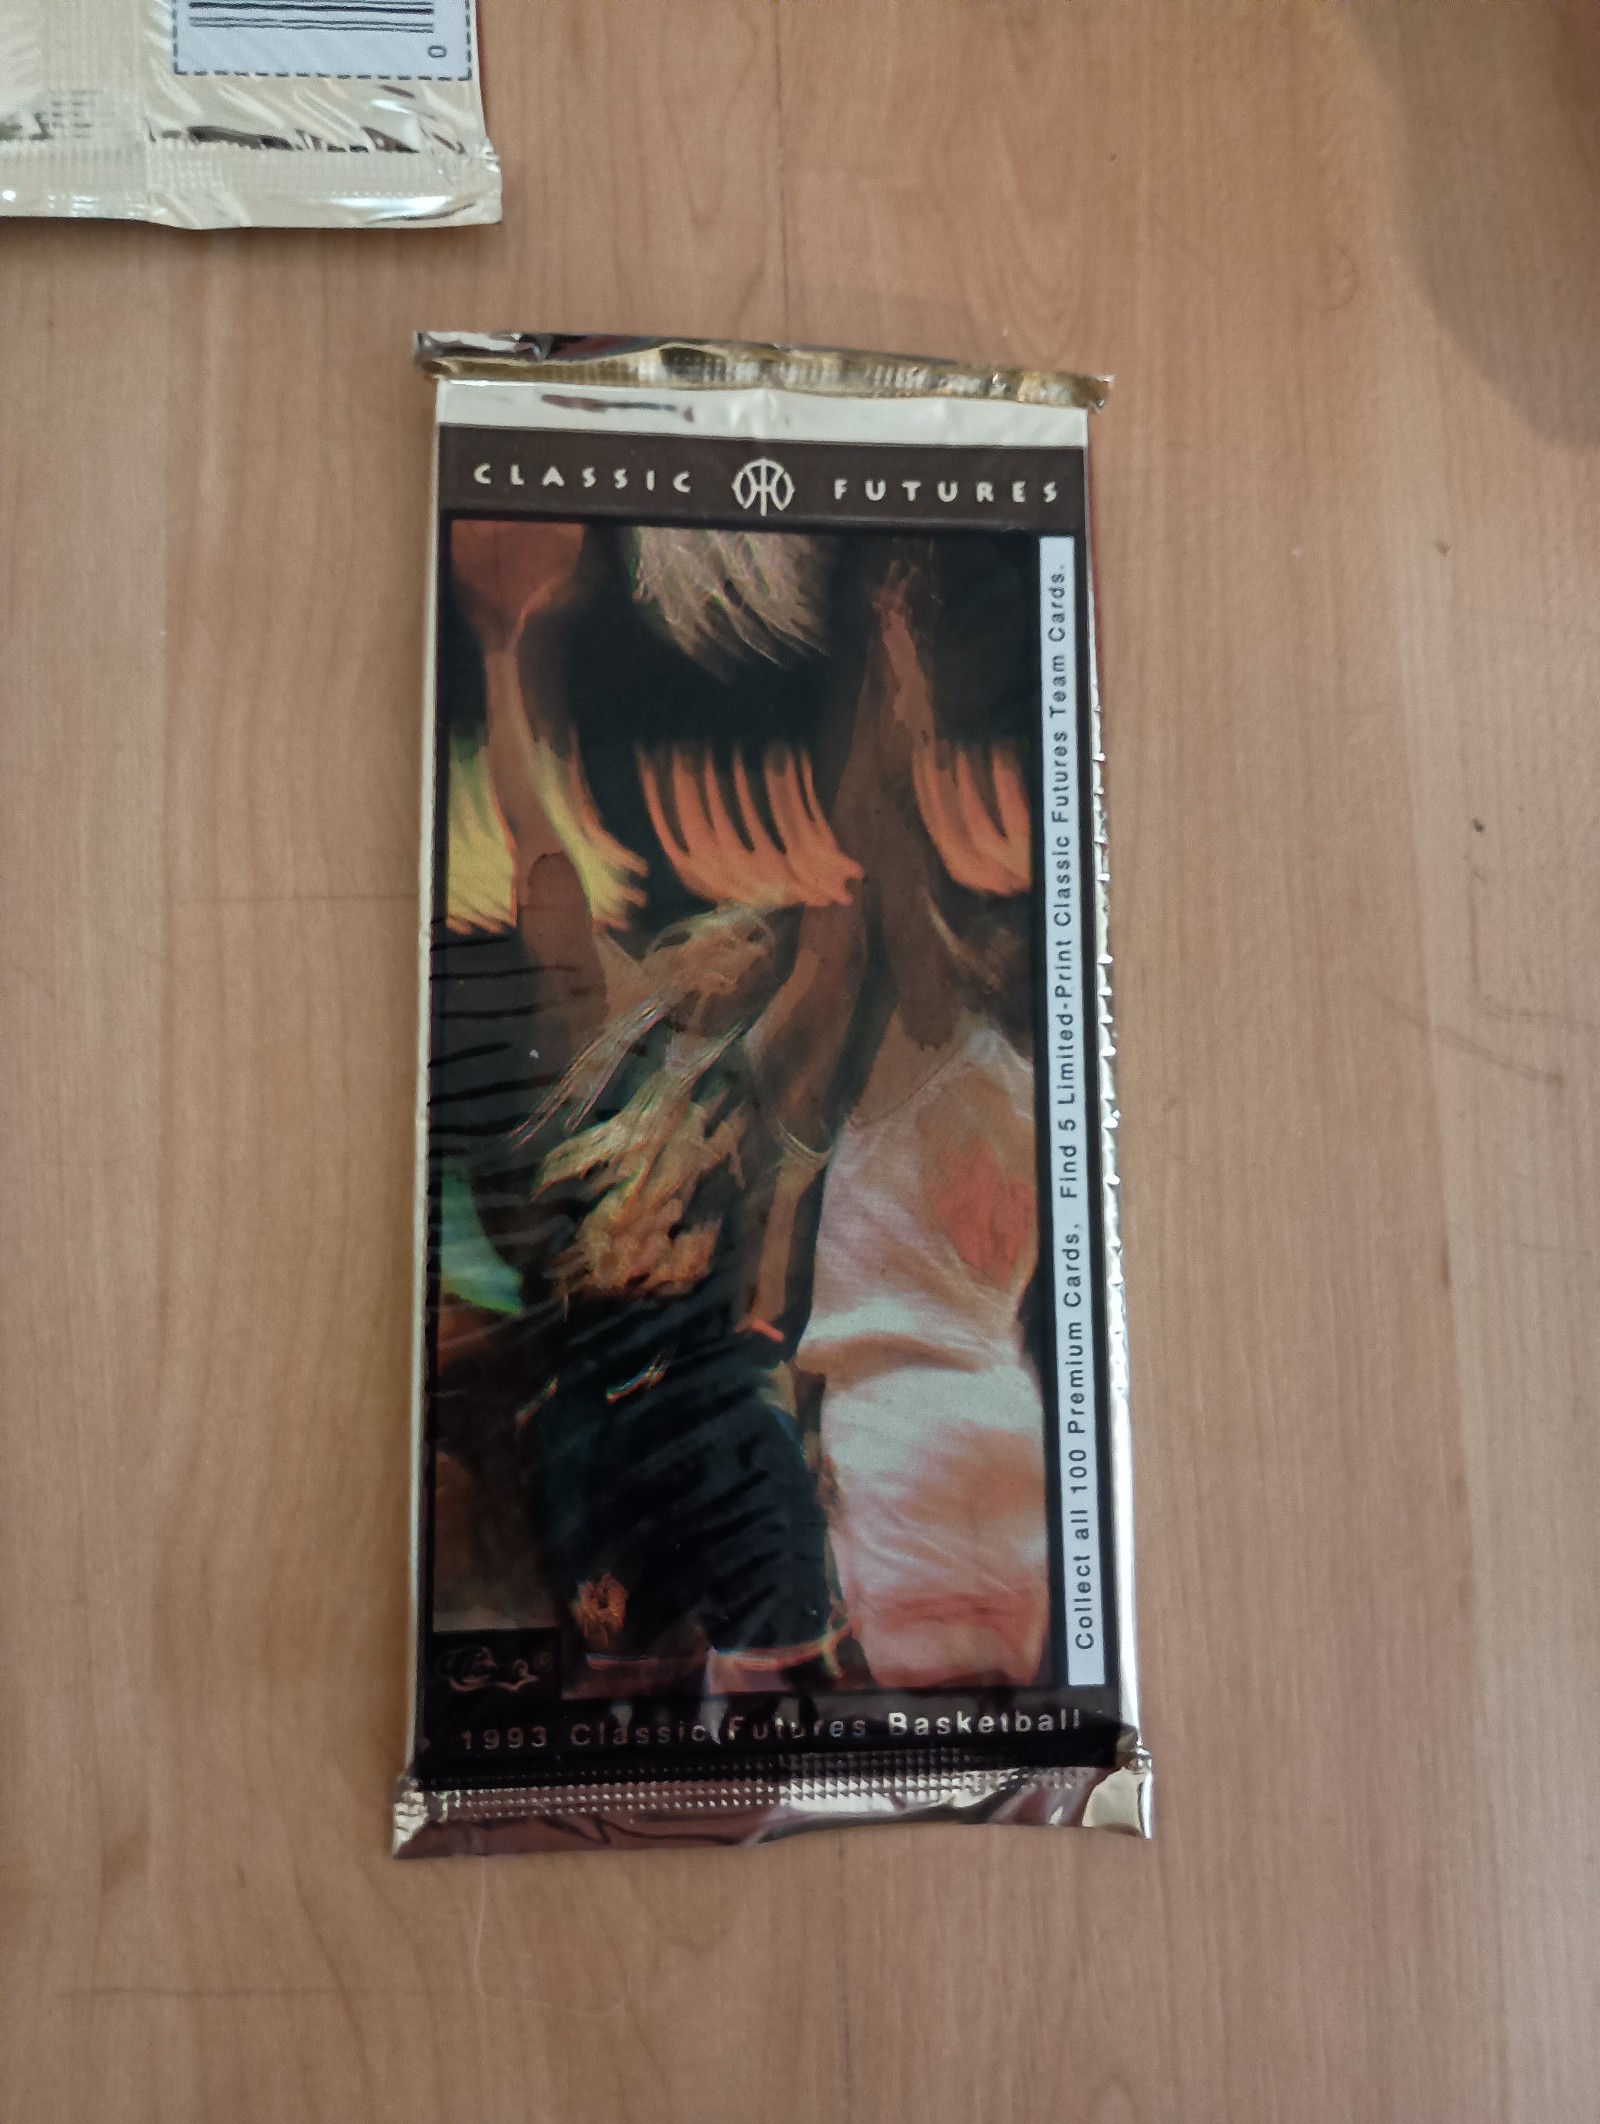 0
CLASSIC FUTURES
Collect all 100 Premium Cards. Find 5 Limited-Print Classic Futures Team Cards.
1993 Classic Futures Basketball